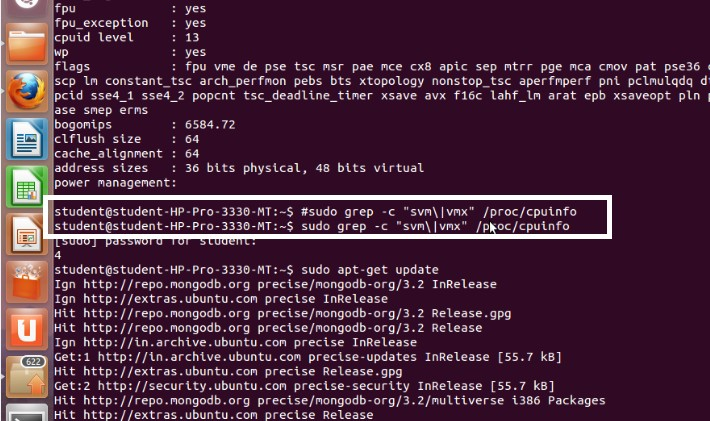 fpu : yes
fpu_exception : yes
cpuid level : 13
wp : yes
flags : fpu vme de pse tsc msr pae mce cx8 apic sep mtrr pge mca cmov pat pse36 c
scp lm constant_tsc arch_perfmon pebs bts xtopology nonstop_tsc aperfmperf pni pclmulqdq dt
pcid sse4_1 sse4_2 popcnt tsc_deadline_timer xsave avx f16c lahf_lm arat epb xsaveopt pln p
ase smep erms
bogomips : 6584.72
clflush size : 64
cache_alignment : 64
address sizes : 36 bits physical, 48 bits virtual
power management:
student@student-HP-Pro-3330-MT:~$ #sudo grep -c "svm\|vmx" /proc/cpuinfo
student@student-HP-Pro-3330-MT:~$ sudo grep -c "svm\|vmx" /proc/cpuinfo
[sudo] password for student:
4
student@student-HP-Pro-3330-MT:~$ sudo apt-get update
Ign http://repo.mongodb.org precise/mongodb-org/3.2 InRelease
Ign http://extras.ubuntu.com precise InRelease
Hit http://repo.mongodb.org precise/mongodb-org/3.2 Release.gpg
Hit http://repo.mongodb.org precise/mongodb-org/3.2 Release
Ign http://in.archive.ubuntu.com precise InRelease
Get:1 http://in.archive.ubuntu.com precise-updates InRelease [55.7 kB]
Hit http://extras.ubuntu.com precise Release.gpg
Get:2 http://security.ubuntu.com precise-security InRelease [55.7 kB]
622
Hit http://repo.mongodb.org precise/mongodb-org/3.2/multiverse i386 Packages
Hit http://extras.ubuntu.com precise Release